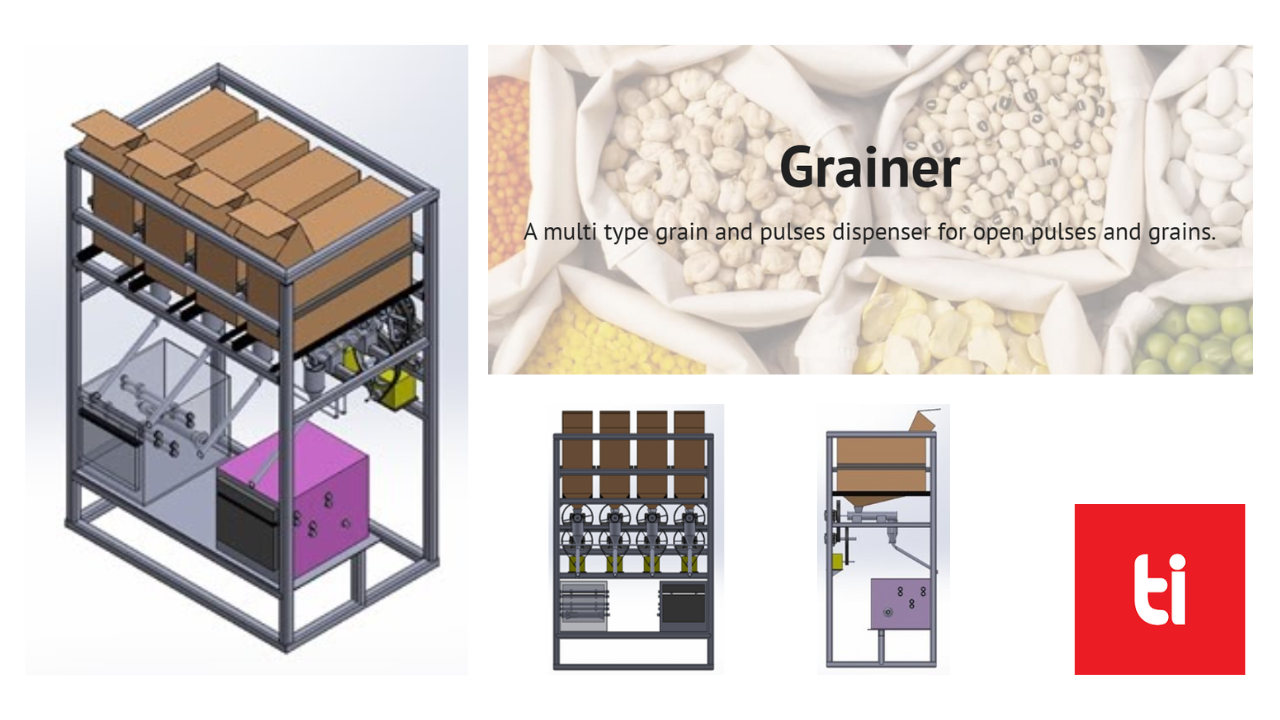 Grainer
A multi type grain and pulses dispenser for open pulses and grains.
ti